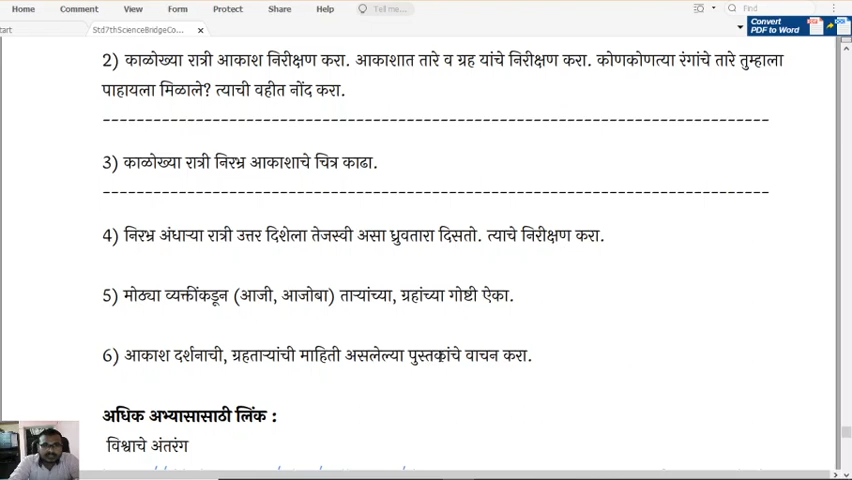 Home Comment View Form Protect Share Help Tell me... Find
tart Std7thScienceBridgeCo... × Convert
PDF to Word
2) काळोख्या रात्री आकाश निरीक्षण करा. आकाशात तारे व ग्रह यांचे निरीक्षण करा. कोणकोणत्या रंगांचे तारे तुम्हाला
पाहायला मिळाले? त्याची वहीत नोंद करा.
3) काळोख्या रात्री निरभ्र आकाशाचे चित्र काढा.
4) निरभ्र अंधाऱ्या रात्री उत्तर दिशेला तेजस्वी असा ध्रुवतारा दिसतो. त्याचे निरीक्षण करा.
5) मोठ्या व्यक्तींकडून (आजी, आजोबा) ताऱ्यांच्या, ग्रहांच्या गोष्टी ऐका.
6) आकाश दर्शनाची, ग्रहताऱ्यांची माहिती असलेल्या पुस्तकांचे वाचन करा.
अधिक अभ्यासासाठी लिंक :
विश्वाचे अंतरंग